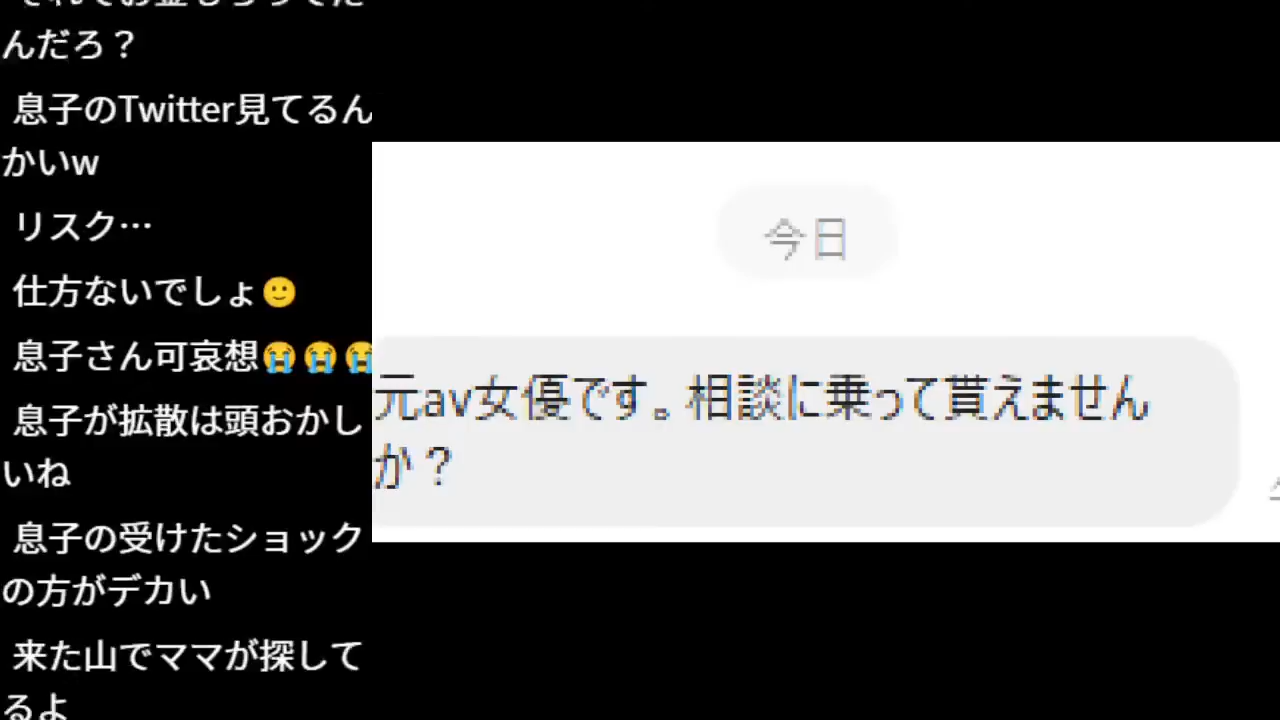 んだろ？
息子のTwitter見てるん
かいw
リスク…
仕方ないでしょ🙂
息子さん可哀想😭😭😭
息子が拡散は頭おかし
いね
息子の受けたショック
の方がデカい
来た山でママが探して
るよ
今日
元av女優です。相談に乗って貰えません
か？